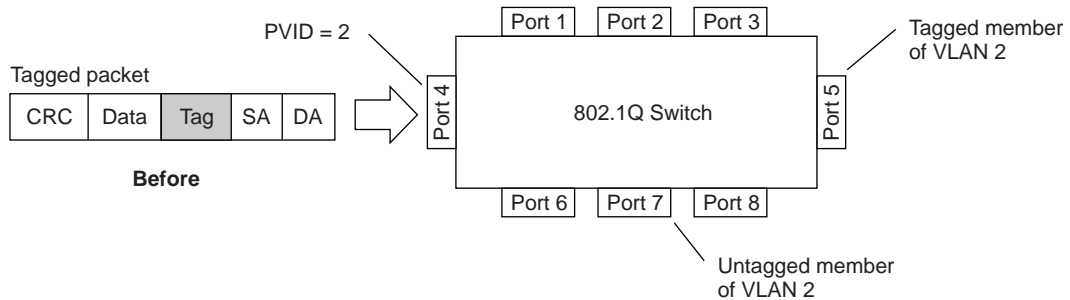 PVID = 2
Port 1
Port 2
Port 3
Tagged member
of VLAN 2
Tagged packet
CRC
Data
Tag
SA
DA
Port 4
802.1Q Switch
Port 5
Before
Port 6
Port 7
Port 8
Untagged member
of VLAN 2